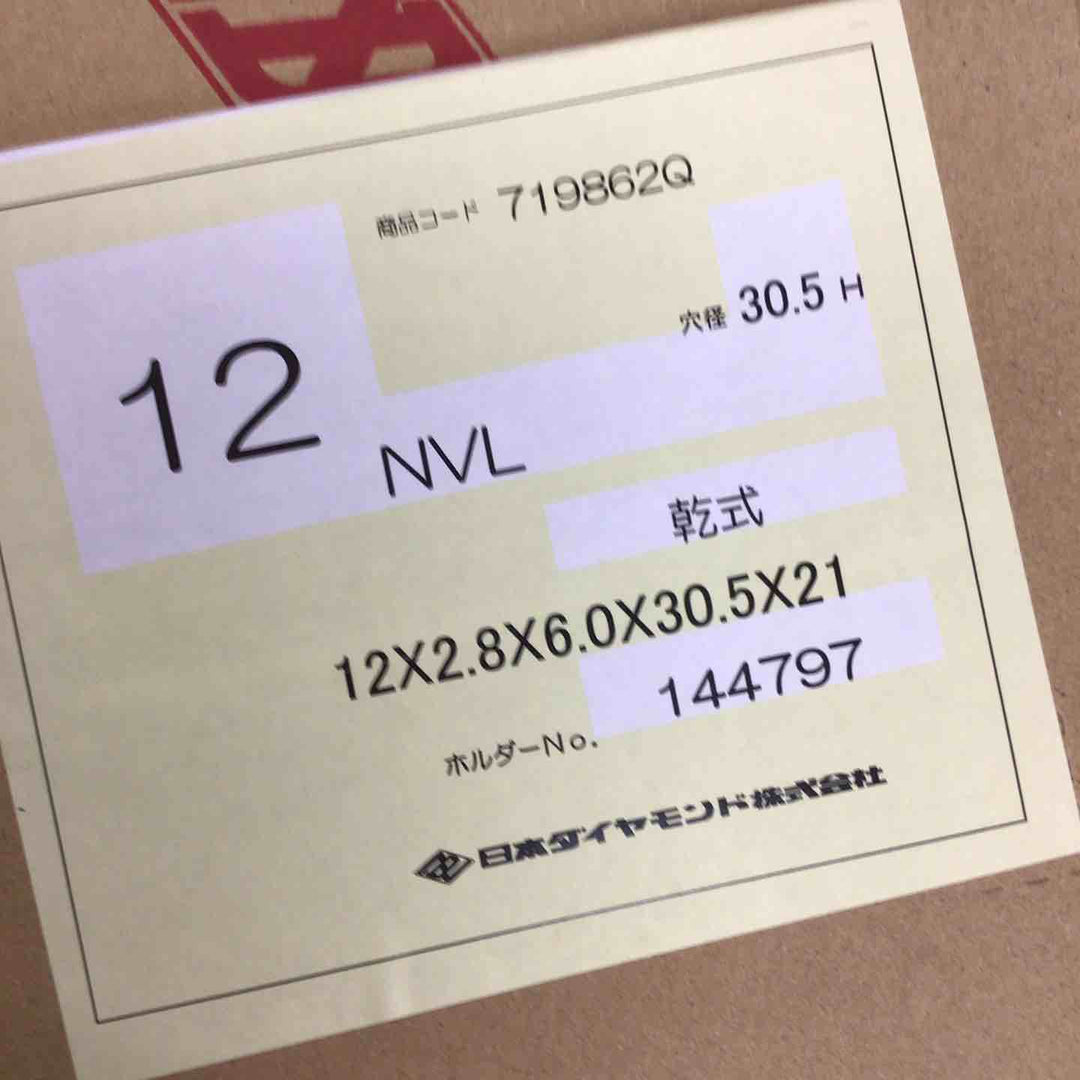 商品コード 719862Q
穴径 30.5 H
12
NVL
乾式
12X2.8X6.0X30.5X21
144797
ホルダーNo.
日本ダイヤモンド株式会社